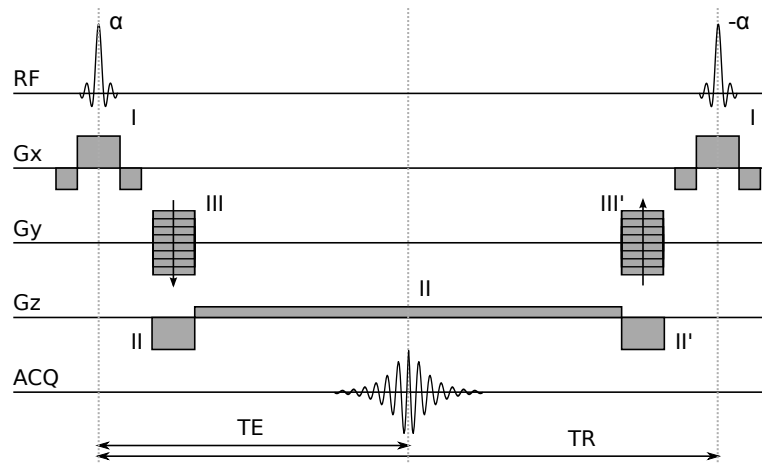 α -α
RF
I I
Gx
III III'
Gy
II
Gz
II II'
ACQ
TE
TR